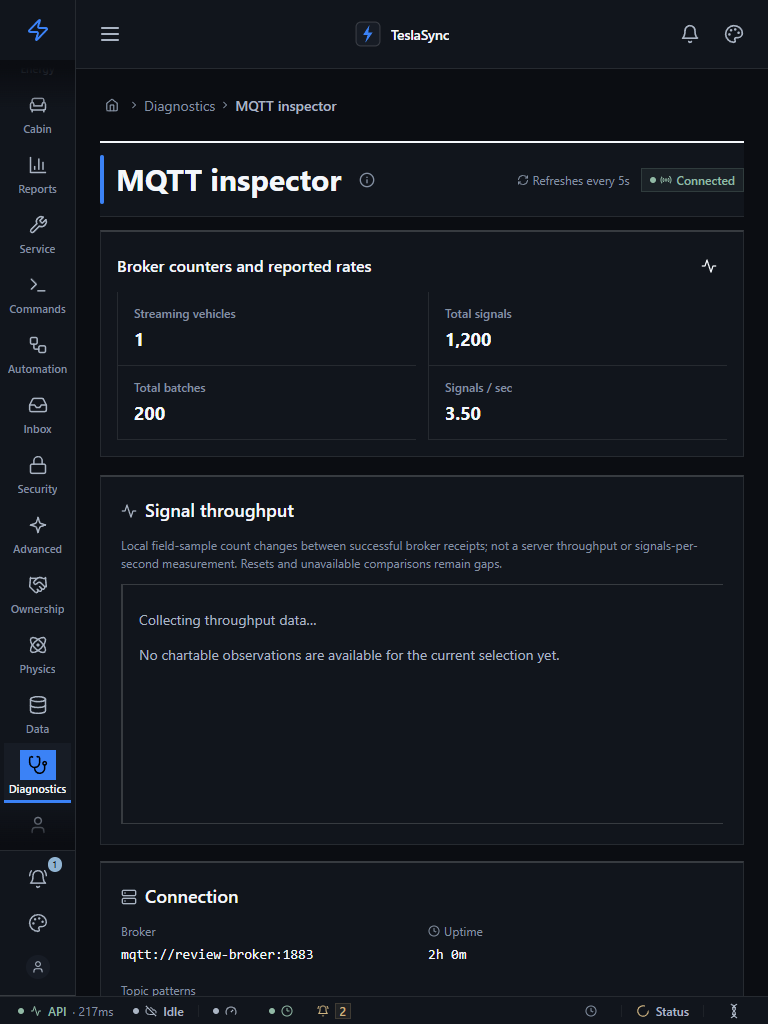 TeslaSync
Energy
Cabin
Reports
Service
Commands
Automation
Inbox
Security
Advanced
Ownership
Physics
Data
Diagnostics
1
Diagnostics
MQTT inspector
MQTT inspector
Refreshes every 5s
Connected
Broker counters and reported rates
Streaming vehicles
1
Total signals
1,200
Total batches
200
Signals / sec
3.50
Signal throughput
Local field-sample count changes between successful broker receipts; not a server throughput or signals-per-
second measurement. Resets and unavailable comparisons remain gaps.
Collecting throughput data...
No chartable observations are available for the current selection yet.
Connection
Broker
mqtt://review-broker:1883
Uptime
2h 0m
Topic patterns
API · 217ms
Idle
2
Status